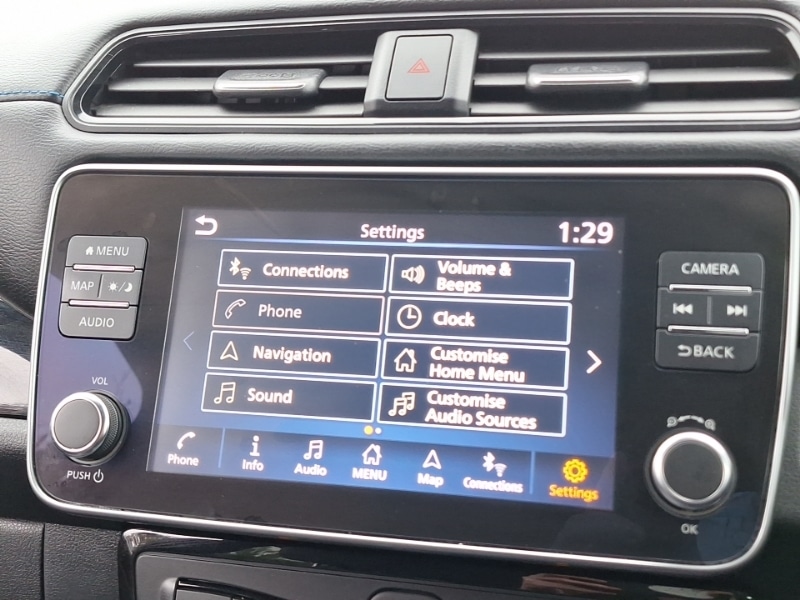 Settings
1:29
Connections
Volume &
Beeps
Phone
Clock
Navigation
Customise
Home Menu
Sound
Customise
Audio Sources
Phone
Info
Audio
MENU
Map
Connections
Settings
MENU
MAP
AUDIO
VOL
PUSH
CAMERA
BACK
OK